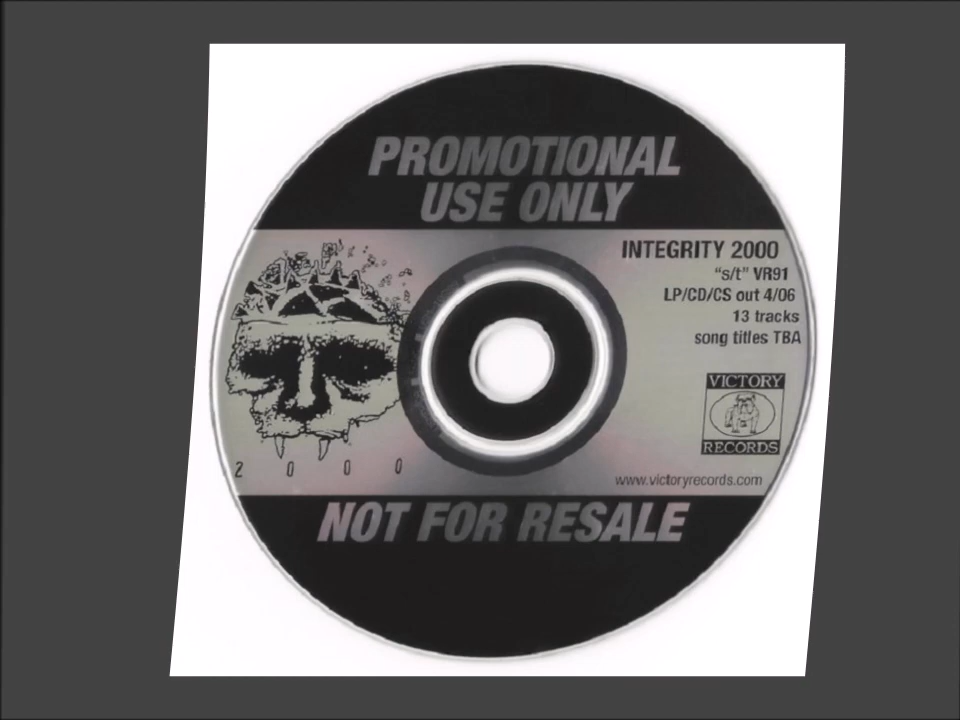 PROMOTIONAL
USE ONLY
INTEGRITY 2000
“s/t” VR91
LP/CD/CS out 4/06
13 tracks
song titles TBA
VICTORY
RECORDS
2 0 0 0
www.victoryrecords.com
NOT FOR RESALE